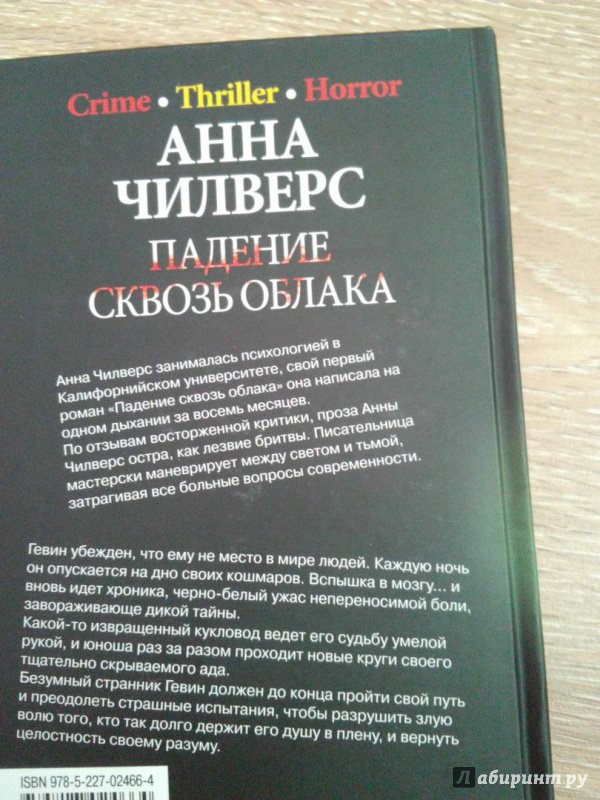 Crime • Thriller • Horror
АННА
ЧИЛВЕРС
ПАДЕНИЕ
СКВОЗЬ ОБЛАКА
Анна Чилверс занималась психологией в
Калифорнийском университете, свой первый
роман «Падение сквозь облака» она написала на
одном дыхании за восемь месяцев.
По отзывам восторженной критики, проза Анны
Чилверс остра, как лезвие бритвы. Писательница
мастерски маневрирует между светом и тьмой,
затрагивая все больные вопросы современности.
Гевин убежден, что ему не место в мире людей. Каждую ночь
он опускается на дно своих кошмаров. Вспышка в мозгу... и
вновь идет хроника, черно-белый ужас непереносимой боли,
завораживающе дикой тайны.
Какой-то извращенный кукловод ведет его судьбу умелой
рукой, и юноша раз за разом проходит новые круги своего
тщательно скрываемого ада.
Безумный странник Гевин должен до конца пройти свой путь
и преодолеть страшные испытания, чтобы разрушить злую
волю того, кто так долго держит его душу в плену, и вернуть
целостность своему разуму.
ISBN 978-5-227-02466-4
Лабиринт.ру